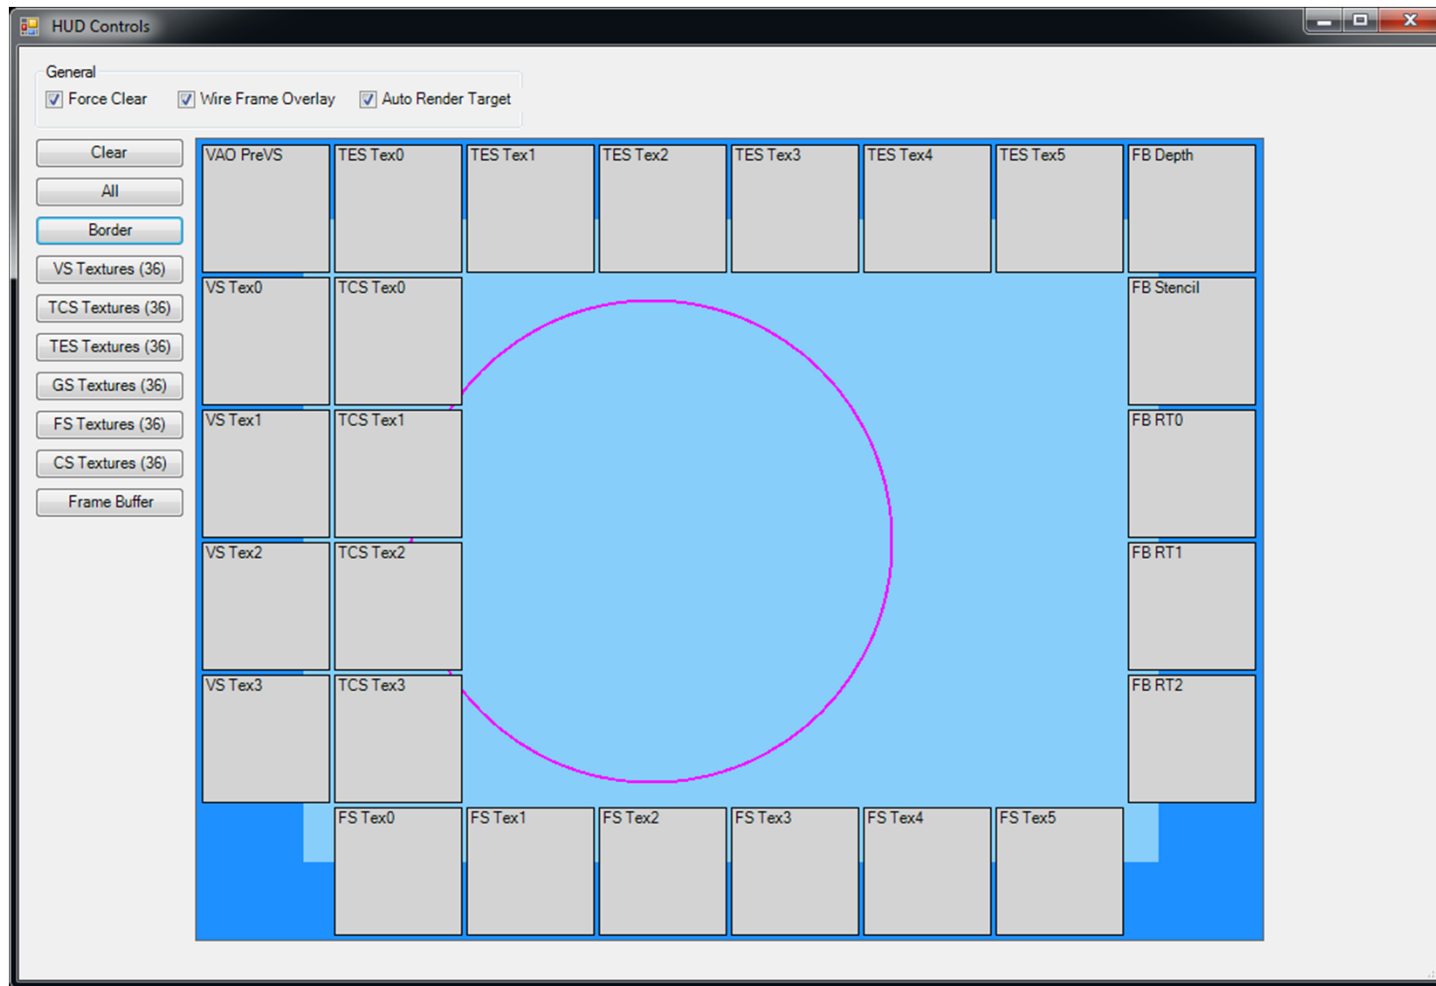 HUD Controls
General
Force Clear Wire Frame Overlay Auto Render Target
Clear
All
Border
VS Textures (36)
TCS Textures (36)
TES Textures (36)
GS Textures (36)
FS Textures (36)
CS Textures (36)
Frame Buffer
VAO PreVS TES Tex0 TES Tex1 TES Tex2 TES Tex3 TES Tex4 TES Tex5 FB Depth
VS Tex0 TCS Tex0 FB Stencil
VS Tex1 TCS Tex1 FB RT0
VS Tex2 TCS Tex2 FB RT1
VS Tex3 TCS Tex3 FB RT2
FS Tex0 FS Tex1 FS Tex2 FS Tex3 FS Tex4 FS Tex5